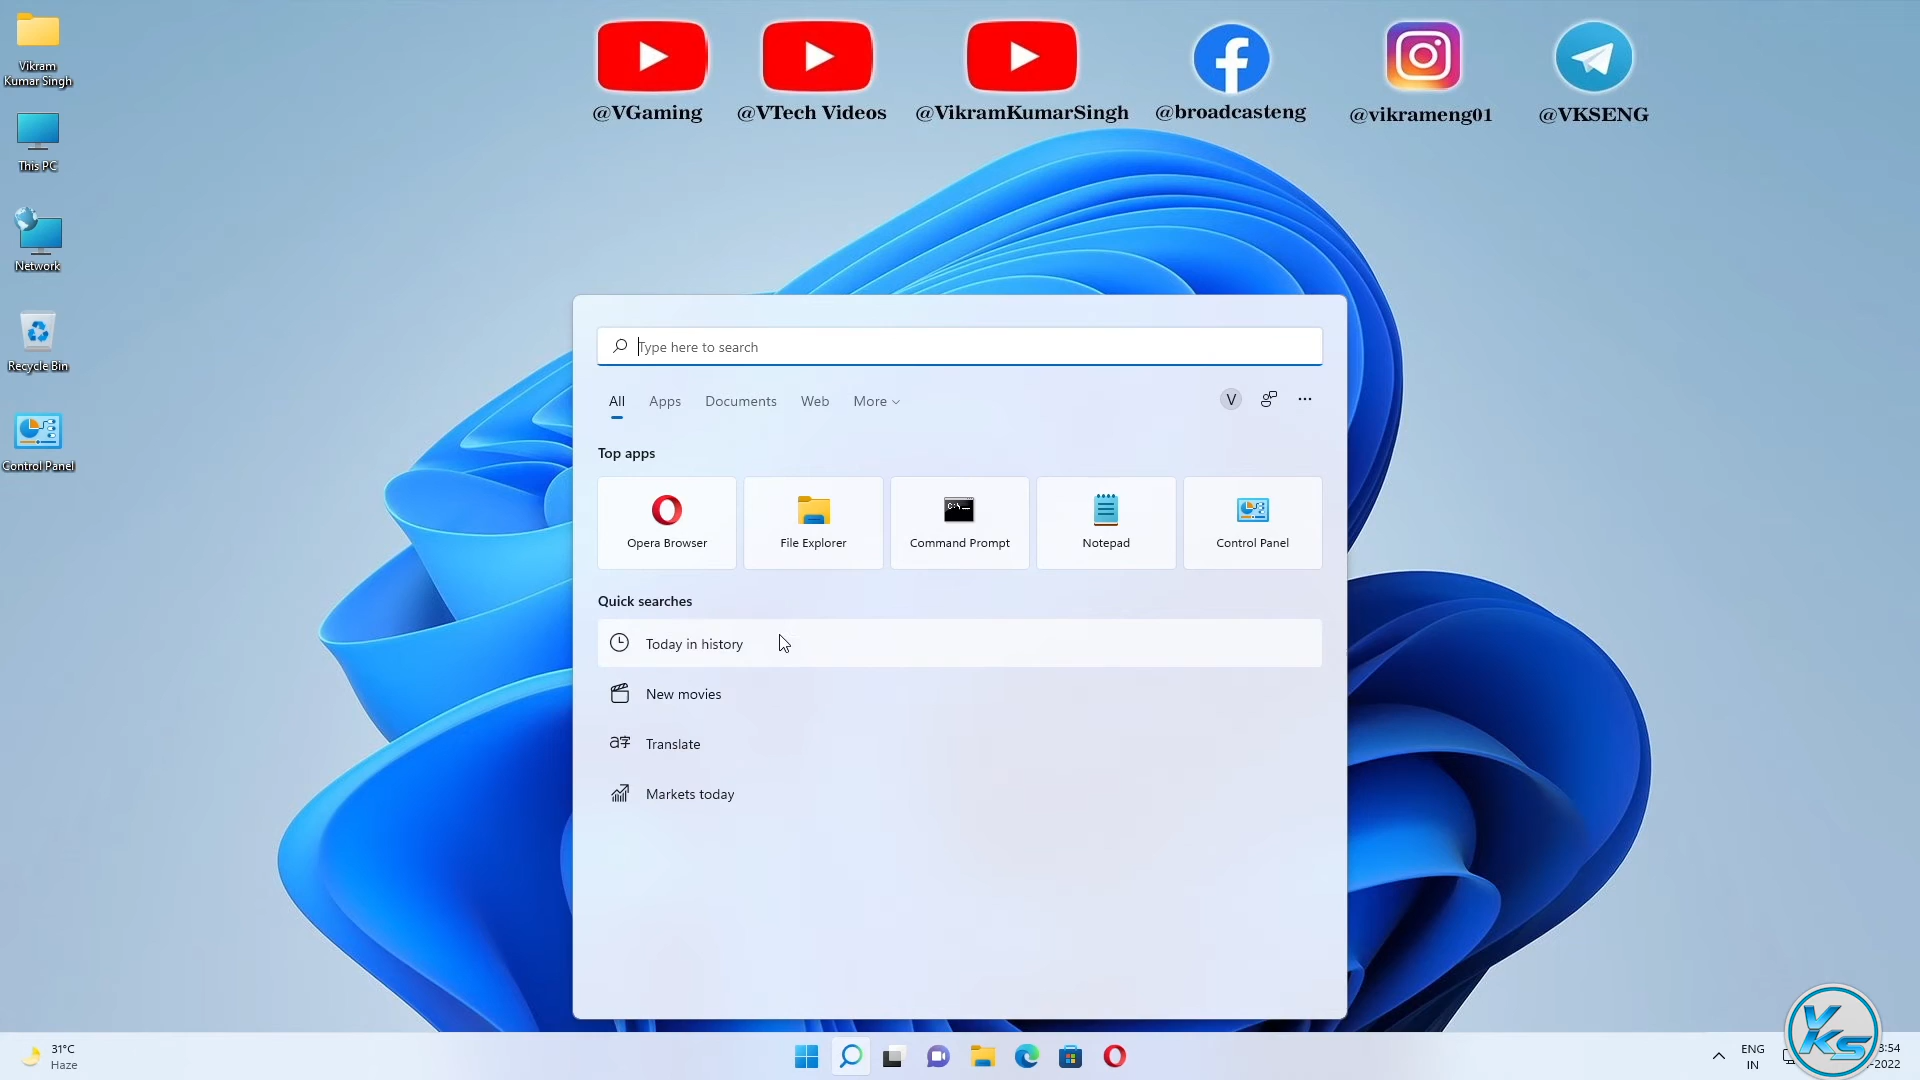 Vikram
Kumar Singh
This PC
Network
Recycle Bin
Control Panel
@VGaming
@VTech Videos
@VikramKumarSingh
@broadcasteng
@vikrameng01
@VKSENG
Type here to search
All
Apps
Documents
Web
More
V
Top apps
Opera Browser
File Explorer
C:\
Command Prompt
Notepad
Control Panel
Quick searches
Today in history
New movies
Translate
Markets today
31°C
Haze
ENG
IN
3:54
-2022
VKS